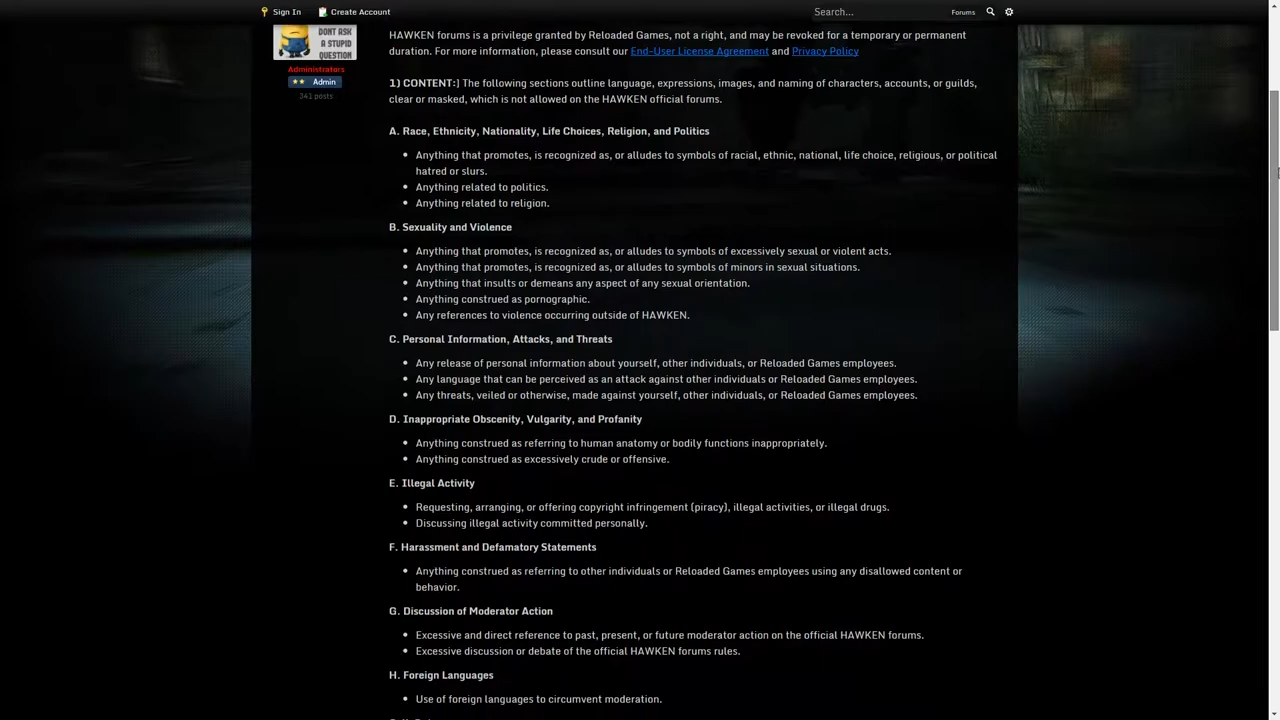 Sign In
Create Account
Search...
Forums
DONT ASK
A STUPID
QUESTION
Administrators
Admin
341 posts
HAWKEN forums is a privilege granted by Reloaded Games, not a right, and may be revoked for a temporary or permanent
duration. For more information, please consult our End-User License Agreement and Privacy Policy
1) CONTENT:] The following sections outline language, expressions, images, and naming of characters, accounts, or guilds,
clear or masked, which is not allowed on the HAWKEN official forums.
A. Race, Ethnicity, Nationality, Life Choices, Religion, and Politics
Anything that promotes, is recognized as, or alludes to symbols of racial, ethnic, national, life choice, religious, or political
hatred or slurs.
Anything related to politics.
Anything related to religion.
B. Sexuality and Violence
Anything that promotes, is recognized as, or alludes to symbols of excessively sexual or violent acts.
Anything that promotes, is recognized as, or alludes to symbols of minors in sexual situations.
Anything that insults or demeans any aspect of any sexual orientation.
Anything construed as pornographic.
Any references to violence occurring outside of HAWKEN.
C. Personal Information, Attacks, and Threats
Any release of personal information about yourself, other individuals, or Reloaded Games employees.
Any language that can be perceived as an attack against other individuals or Reloaded Games employees.
Any threats, veiled or otherwise, made against yourself, other individuals, or Reloaded Games employees.
D. Inappropriate Obscenity, Vulgarity, and Profanity
Anything construed as referring to human anatomy or bodily functions inappropriately.
Anything construed as excessively crude or offensive.
E. Illegal Activity
Requesting, arranging, or offering copyright infringement (piracy), illegal activities, or illegal drugs.
Discussing illegal activity committed personally.
F. Harassment and Defamatory Statements
Anything construed as referring to other individuals or Reloaded Games employees using any disallowed content or
behavior.
G. Discussion of Moderator Action
Excessive and direct reference to past, present, or future moderator action on the official HAWKEN forums.
Excessive discussion or debate of the official HAWKEN forums rules.
H. Foreign Languages
Use of foreign languages to circumvent moderation.